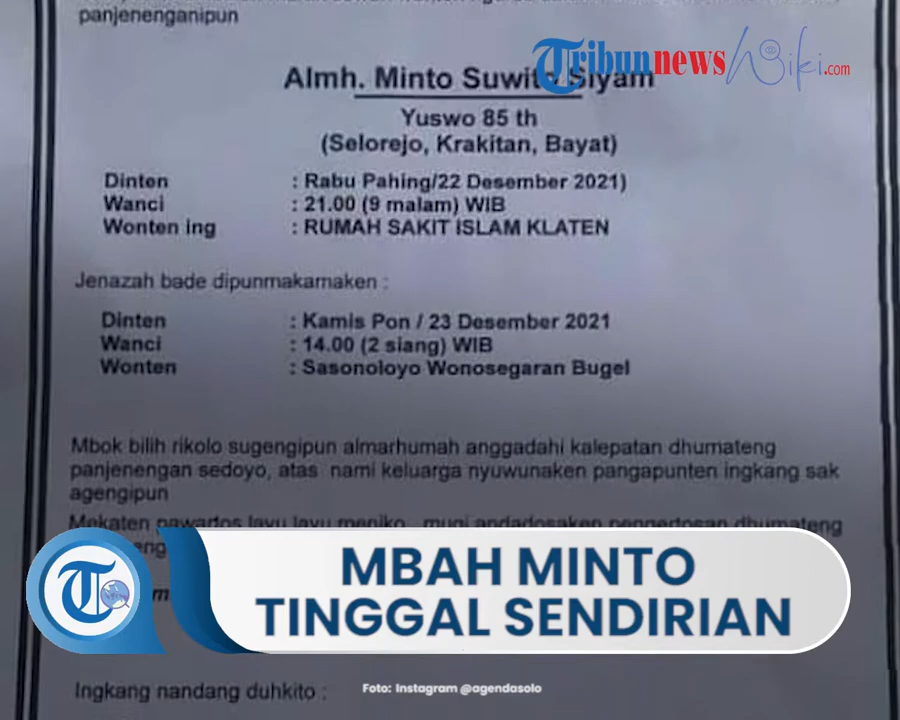 panjenenganipun
Tribunnews Wiki.com
Almh. Minto Suwito Siyam
Yuswo 85 th
(Selorejo, Krakitan, Bayat)
Dinten : Rabu Pahing/22 Desember 2021)
Wanci : 21.00 (9 malam) WIB
Wonten ing : RUMAH SAKIT ISLAM KLATEN
Jenazah bade dipunmakamaken :
Dinten : Kamis Pon / 23 Desember 2021
Wanci : 14.00 (2 siang) WIB
Wonten : Sasonoloyo Wonosegaran Bugel
Mbok bilih rikolo sugengipun almarhumah anggadahi kalepatan dhumateng
panjenengan sedoyo, atas nami keluarga nyuwunaken pangapunten ingkang sak
agengipun
Mekaten pawartos layu layu meniko, mugi andadosaken pengertosan dhumateng
T
MBAH MINTO
TINGGAL SENDIRIAN
Ingkang nandang duhkito :
Foto: Instagram @agendasolo